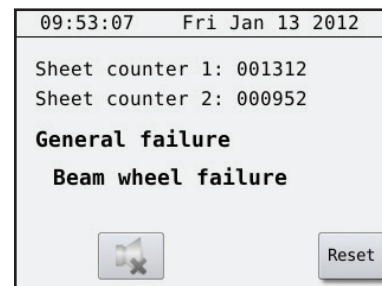 09:53:07 Fri Jan 13 2012
Sheet counter 1: 001312
Sheet counter 2: 000952
General failure
Beam wheel failure
Reset